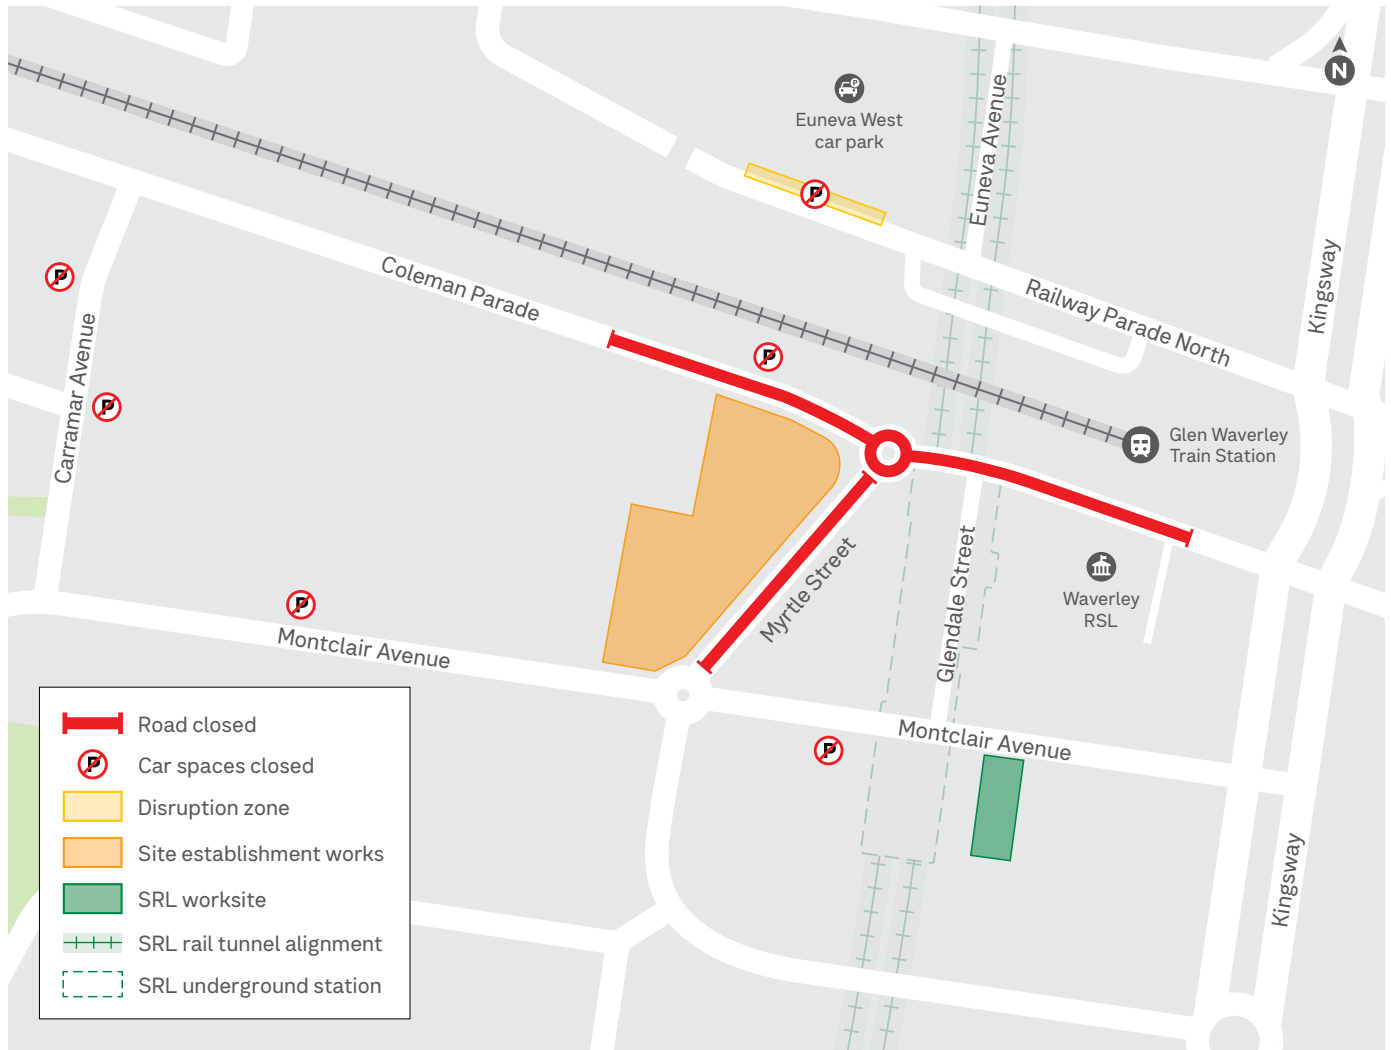 N
P
Euneva West
car park
Euneva Avenue
P
Kingsway
Coleman Parade
P
Railway Parade North
Carramar Avenue
P
P
Glen Waverley
Train Station
Myrtle Street
Glendale Street
Waverley
RSL
P
Montclair Avenue
Montclair Avenue
P
Kingsway
Road closed
P
Car spaces closed
Disruption zone
Site establishment works
SRL worksite
SRL rail tunnel alignment
SRL underground station